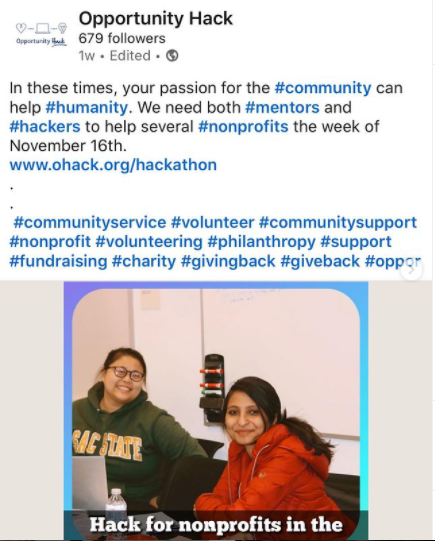 Opportunity Hack
Opportunity Hack
679 followers
1w • Edited •
In these times, your passion for the #community can
help #humanity. We need both #mentors and
#hackers to help several #nonprofits the week of
November 16th.
www.ohack.org/hackathon
.
.
#communityservice #volunteer #communitysupport
#nonprofit #volunteering #philanthropy #support
#fundraising #charity #givingback #giveback #oppor
SAC STATE
Hack for nonprofits in the